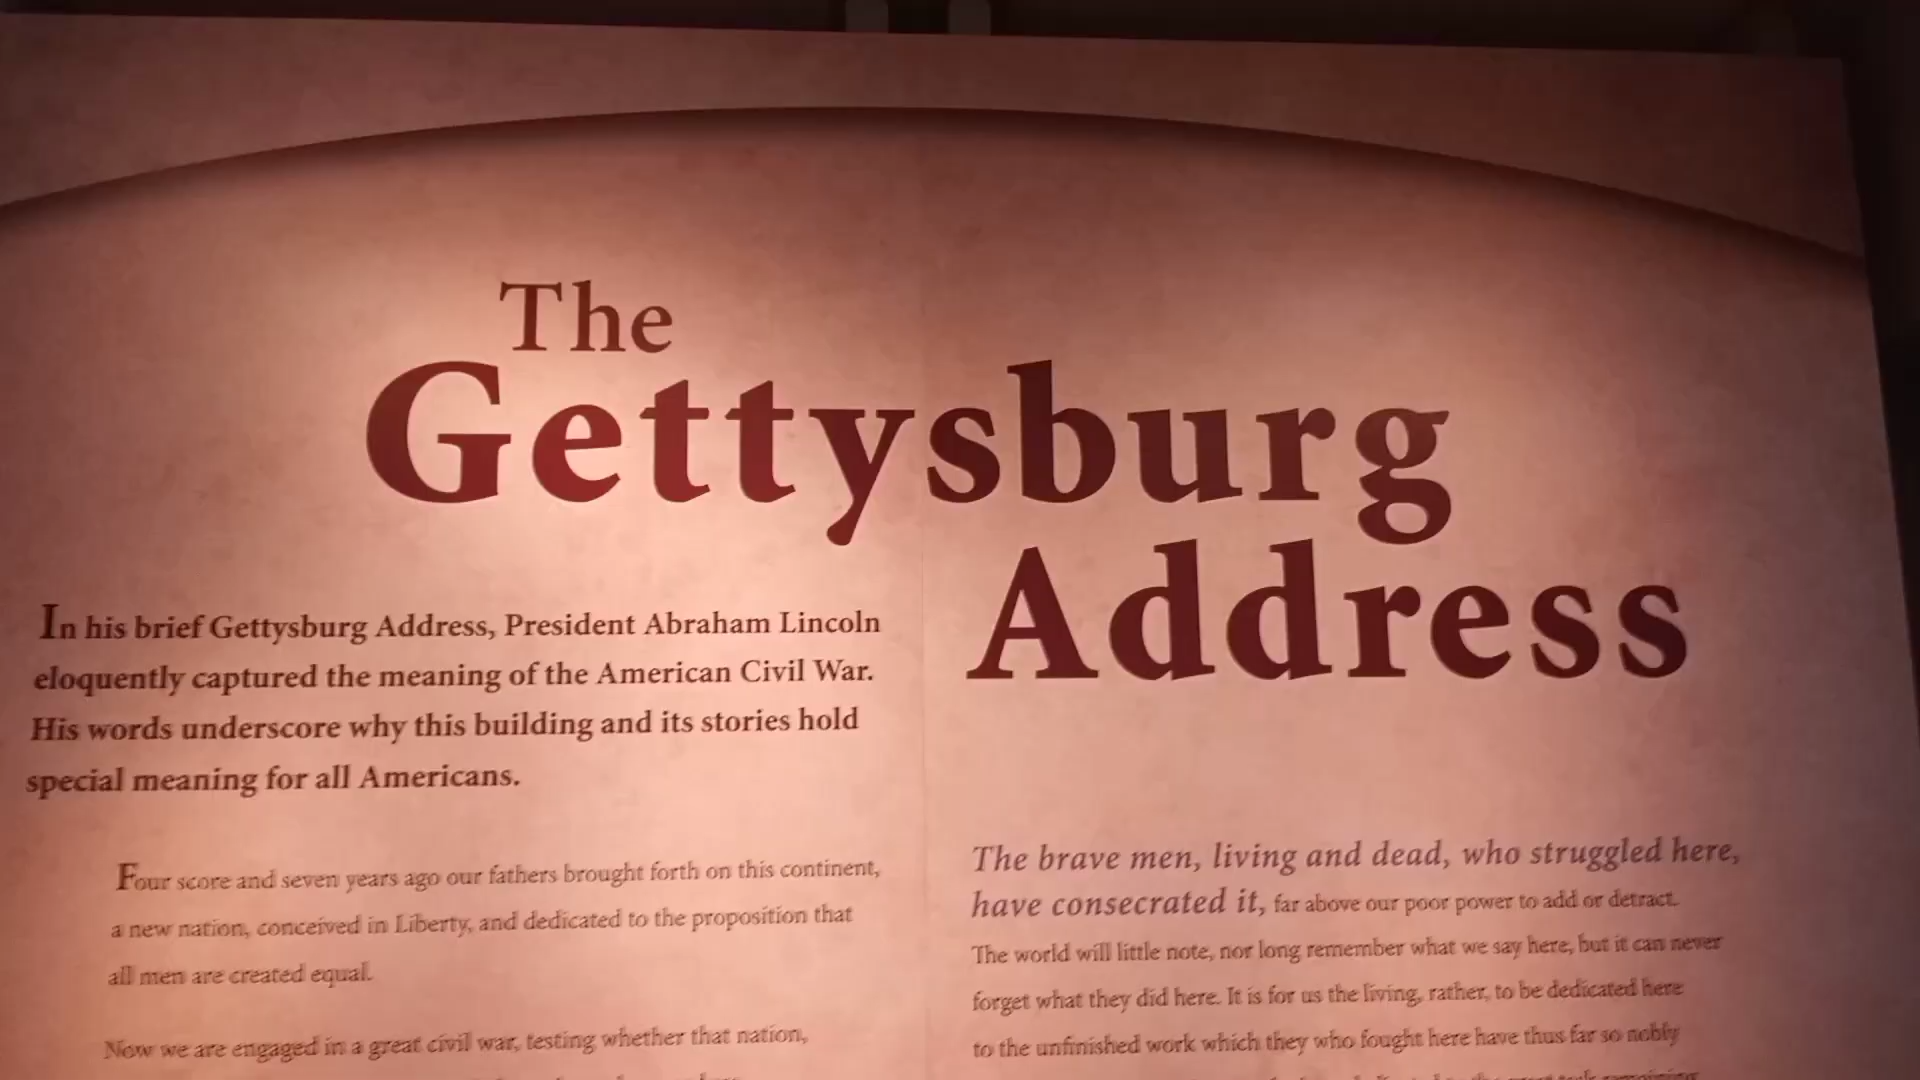 The
Gettysburg
Address
In his brief Gettysburg Address, President Abraham Lincoln
eloquently captured the meaning of the American Civil War.
His words underscore why this building and its stories hold
special meaning for all Americans.
Four score and seven years ago our fathers brought forth on this continent,
a new nation, conceived in Liberty, and dedicated to the proposition that
all men are created equal.
Now we are engaged in a great civil war, testing whether that nation,
The brave men, living and dead, who struggled here,
have consecrated it, far above our poor power to add or detract.
The world will little note, nor long remember what we say here, but it can never
forget what they did here. It is for us the living, rather, to be dedicated here
to the unfinished work which they who fought here have thus far so nobly